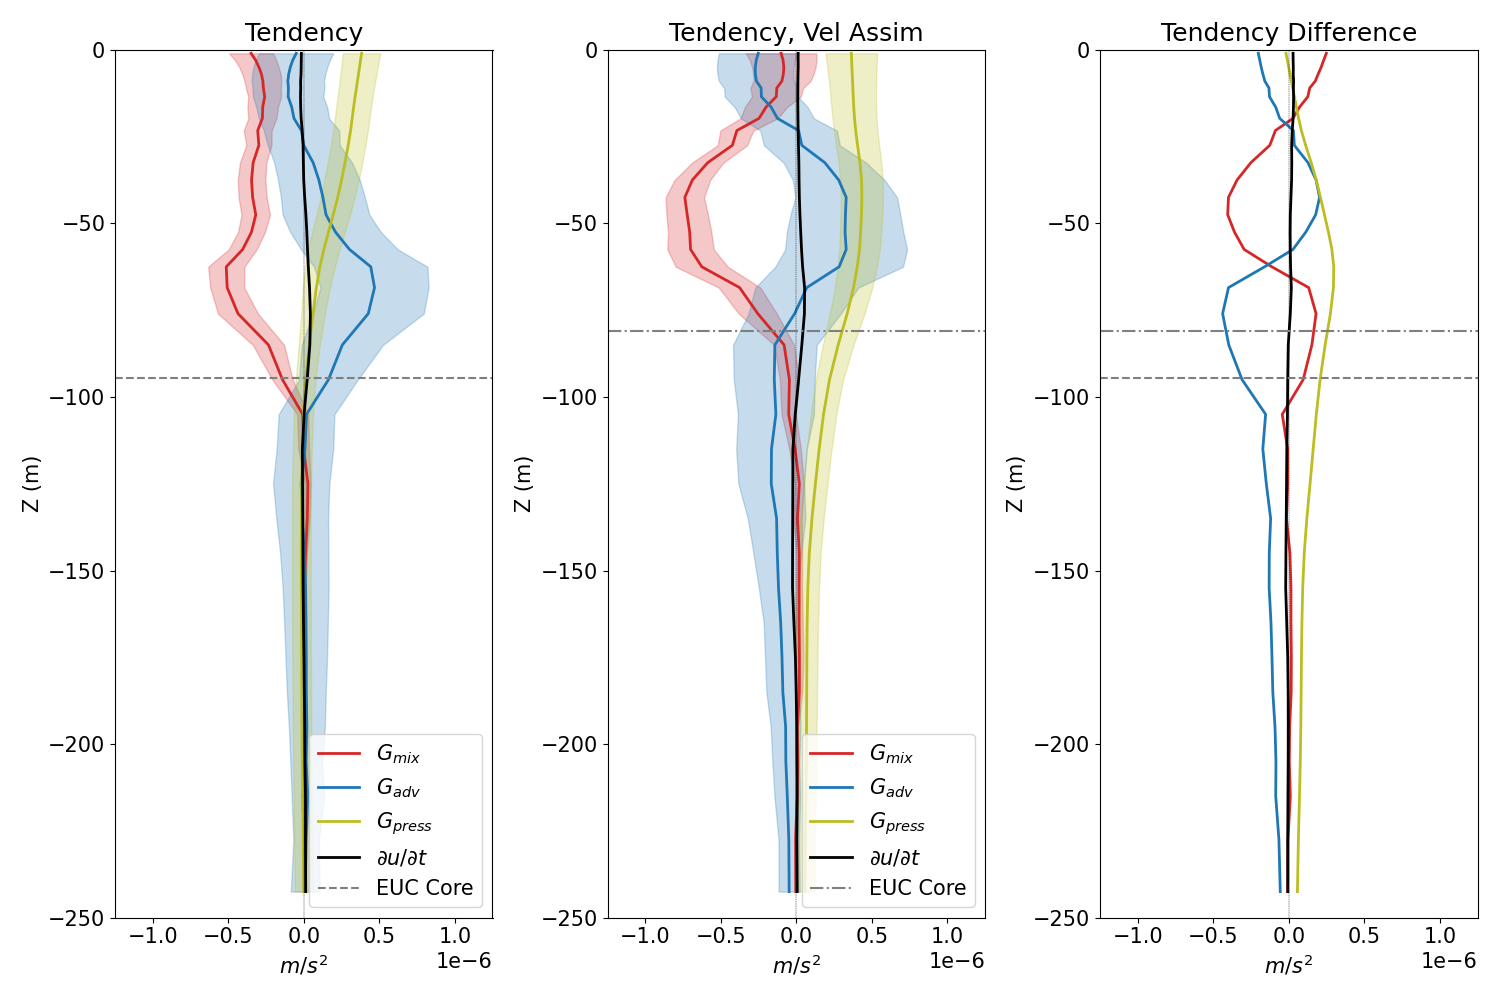 Tendency
Tendency, Vel Assim
Tendency Difference
0
−50
−100
−150
−200
−250
Z (m)
−1.0 −0.5 0.0 0.5 1.0
1e−6
m/s²
G_mix
G_adv
G_press
∂u/∂t
EUC Core
0
−50
−100
−150
−200
−250
Z (m)
−1.0 −0.5 0.0 0.5 1.0
1e−6
m/s²
G_mix
G_adv
G_press
∂u/∂t
EUC Core
0
−50
−100
−150
−200
−250
Z (m)
−1.0 −0.5 0.0 0.5 1.0
1e−6
m/s²